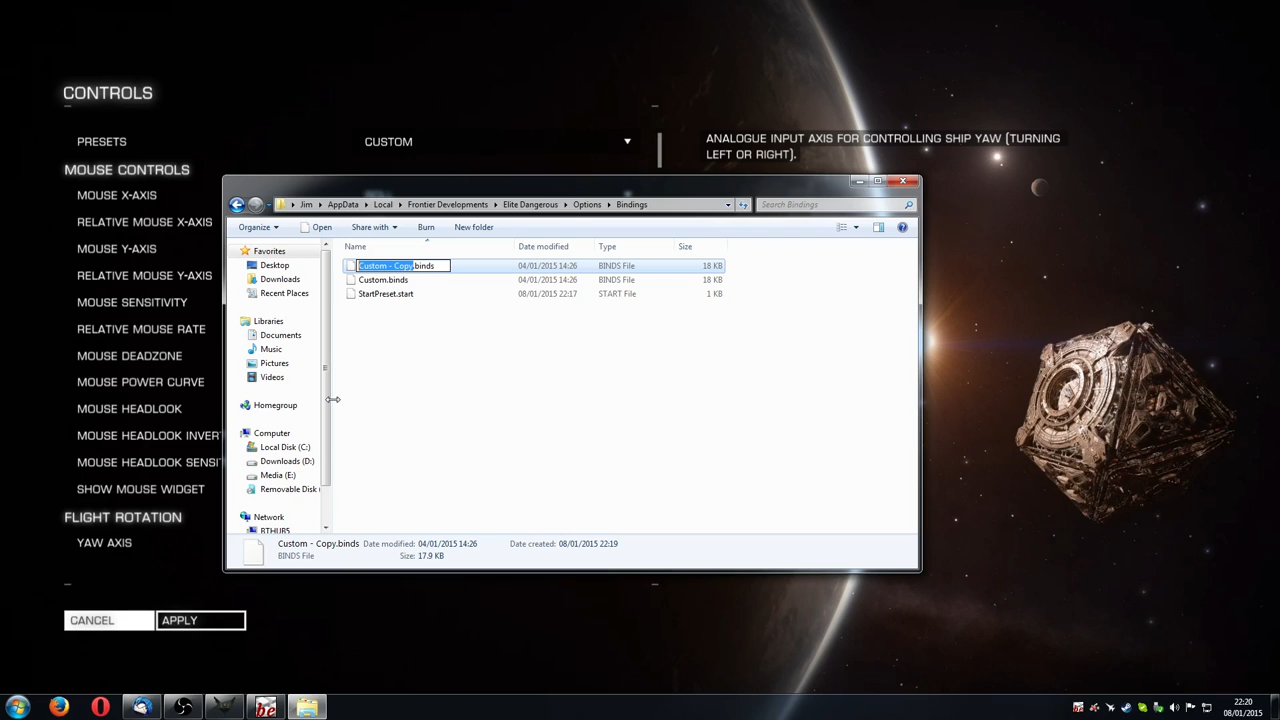 CONTROLS
PRESETS
CUSTOM
ANALOGUE INPUT AXIS FOR CONTROLLING SHIP YAW (TURNING
LEFT OR RIGHT).
MOUSE CONTROLS
MOUSE X-AXIS
RELATIVE MOUSE X-AXIS
MOUSE Y-AXIS
RELATIVE MOUSE Y-AXIS
MOUSE SENSITIVITY
RELATIVE MOUSE RATE
MOUSE DEADZONE
MOUSE POWER CURVE
MOUSE HEADLOOK
MOUSE HEADLOOK INVERT
MOUSE HEADLOOK SENSI
SHOW MOUSE WIDGET
FLIGHT ROTATION
YAW AXIS
CANCEL
APPLY
Jim
AppData
Local
Frontier Developments
Elite Dangerous
Options
Bindings
Search Bindings
Organize
Open
Share with
Burn
New folder
Favorites
Desktop
Downloads
Recent Places
Libraries
Documents
Music
Pictures
Videos
Homegroup
Computer
Local Disk (C:)
Downloads (D:)
Media (E:)
Removable Disk
Network
BTHUB5
Name Date modified Type Size
Custom - Copy.binds 04/01/2015 14:26 BINDS File 18 KB
Custom.binds 04/01/2015 14:26 BINDS File 18 KB
StartPreset.start 08/01/2015 22:17 START File 1 KB
Custom - Copy.binds Date modified: 04/01/2015 14:26 Date created: 08/01/2015 22:19
BINDS File Size: 17.9 KB
be
be
22:20
08/01/2015